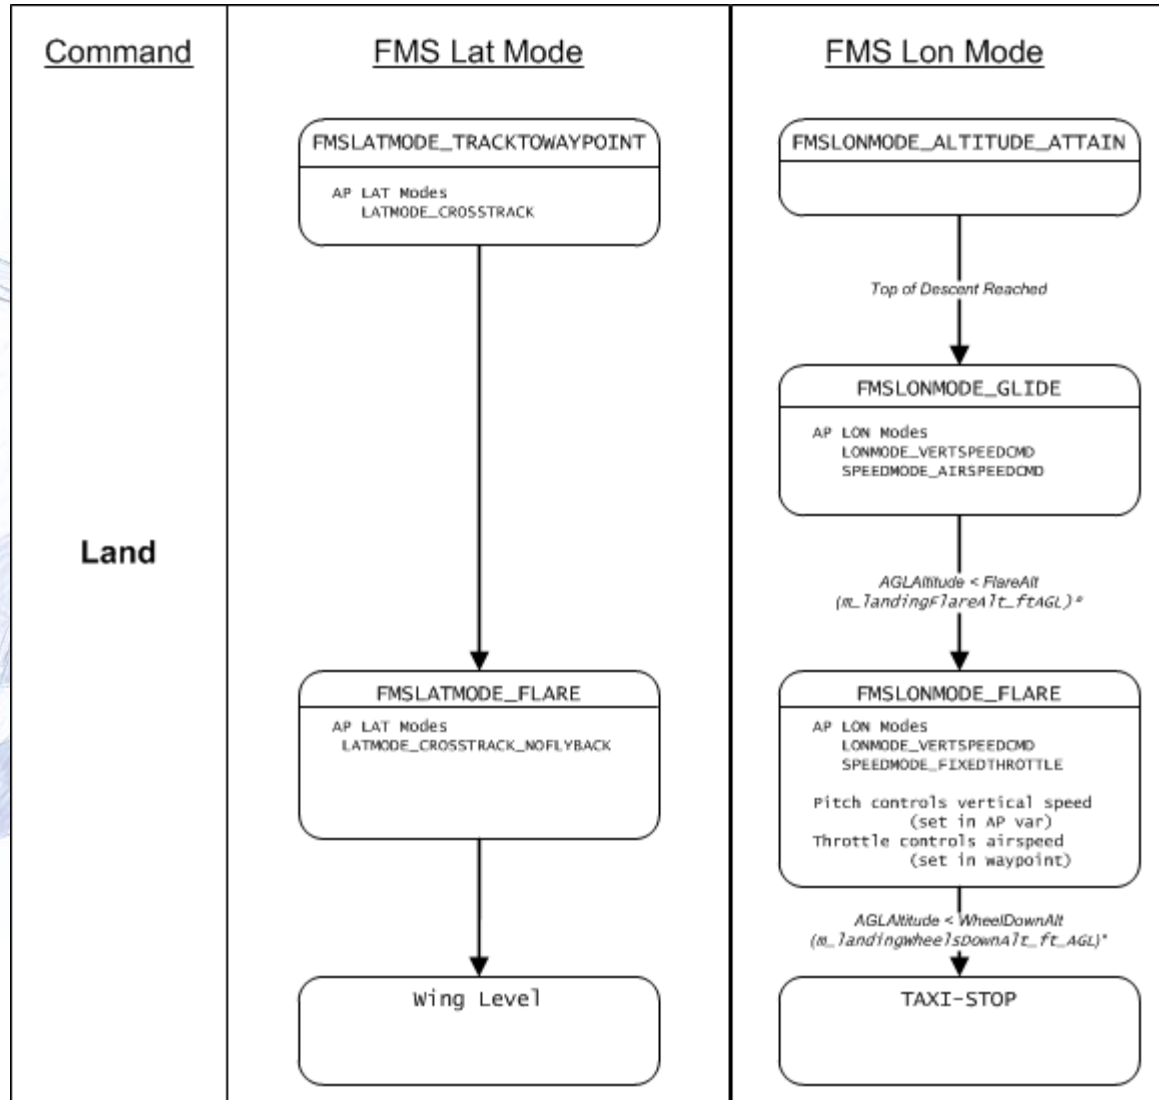 Command
FMS Lat Mode
FMS Lon Mode
Land
FMSLATMODE_TRACKTOWAYPOINT
AP LAT Modes
LATMODE_CROSSTRACK
FMSLATMODE_FLARE
AP LAT Modes
LATMODE_CROSSTRACK_NOFLYBACK
Wing Level
FMSLONMODE_ALTITUDE_ATTAIN
Top of Descent Reached
FMSLONMODE_GLIDE
AP LON Modes
LONMODE_VERTSPEEDCMD
SPEEDMODE_AIRSPEEDCMD
AGLAltitude < FlareAlt
(m_landingFlareAlt_ftAGL)*
FMSLONMODE_FLARE
AP LON Modes
LONMODE_VERTSPEEDCMD
SPEEDMODE_FIXEDTHROTTLE
Pitch controls vertical speed
(set in AP var)
Throttle controls airspeed
(set in waypoint)
AGLAltitude < WheelDownAlt
(m_landingWheelsDownAlt_ft_AGL)*
TAXI-STOP